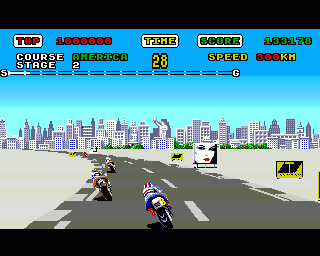 TOP 1000000 TIME SCORE 133178
COURSE AMERICA 28 SPEED 300KM
STAGE 2
S G